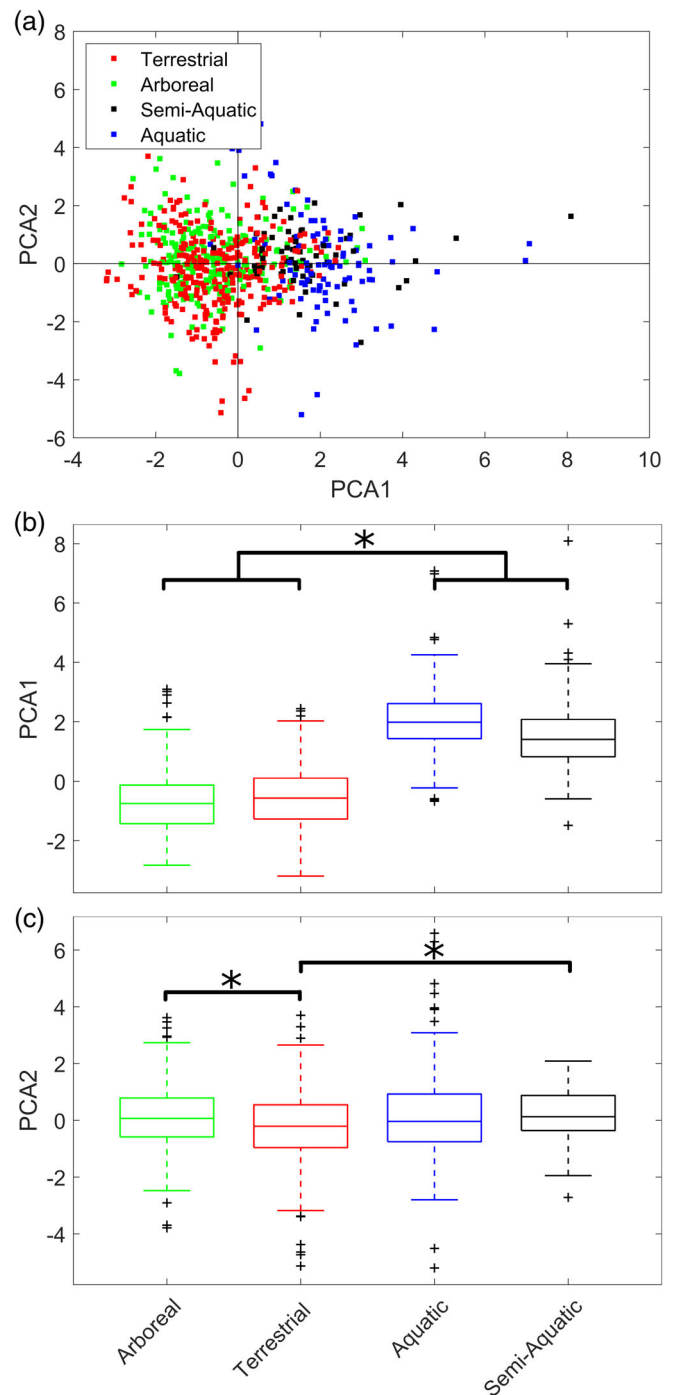 (a)
8
6
4
2
0
-2
-4
-6
PCA2
Terrestrial
Arboreal
Semi-Aquatic
Aquatic
-4 -2 0 2 4 6 8 10
PCA1
(b)
8
6
4
2
0
-2
PCA1
*
(c)
6
4
2
0
-2
-4
PCA2
* *
Arboreal Terrestrial Aquatic Semi-Aquatic